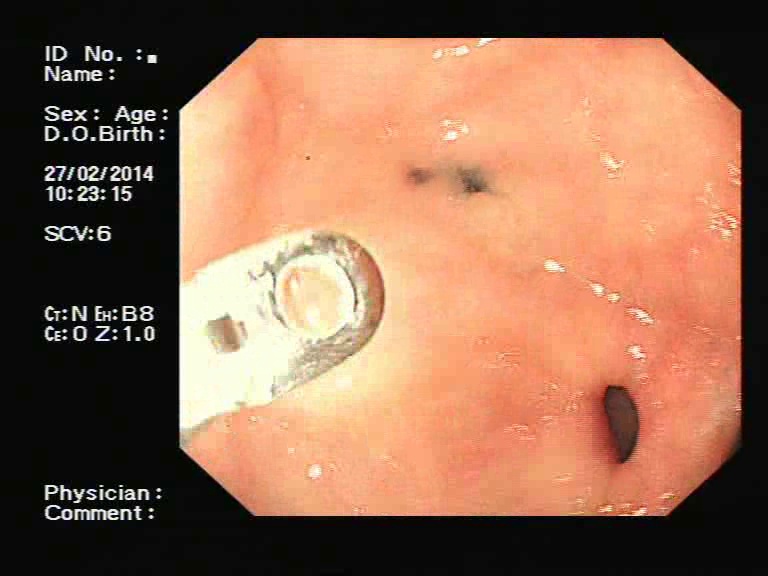 ID No. :
Name:
Sex: Age:
D.O.Birth:
27/02/2014
10:23:15
SCV:6
CT:N EH:B8
CE:0 Z:1.0
Physician:
Comment: